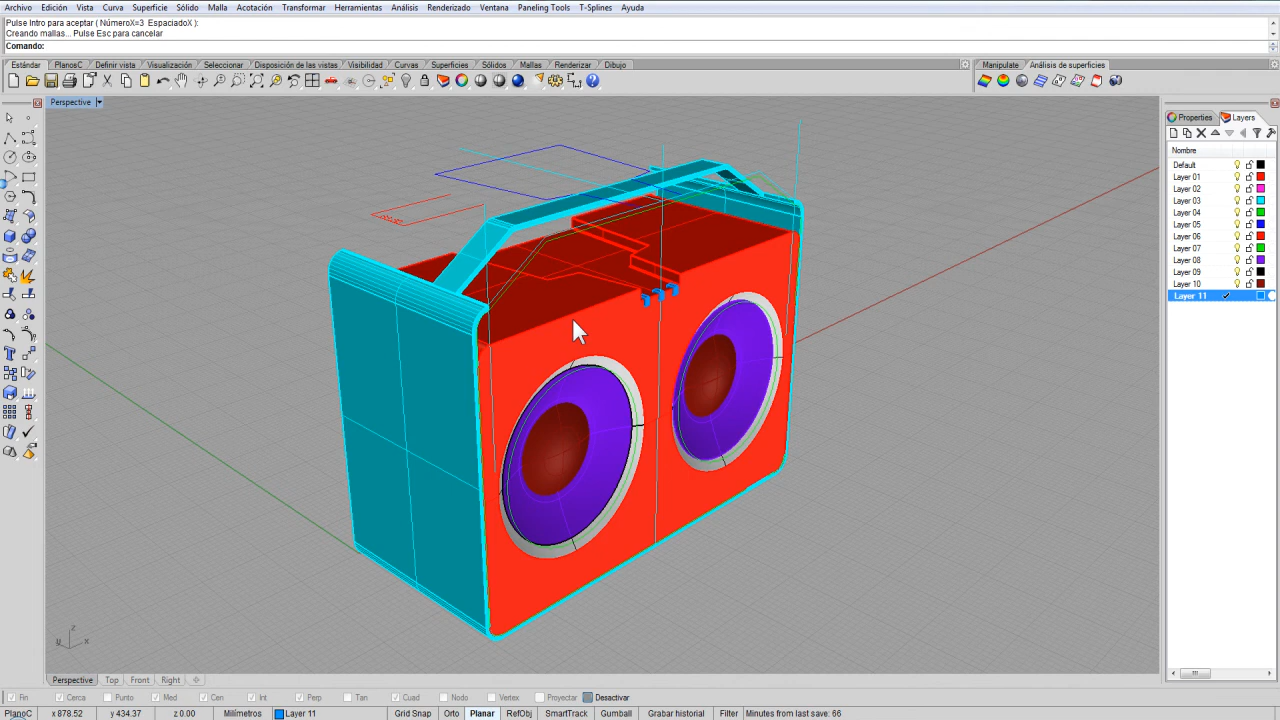 Archivo Edición Vista Curva Superficie Sólido Malla Acotación Transformar Herramientas Análisis Renderizado Ventana Paneling Tools T-Splines Ayuda
Pulse Intro para aceptar ( NúmeroX=3 EspaciadoX ):
Creando mallas... Pulse Esc para cancelar
Comando:
Estándar PlanosC Definir vista Visualización Seleccionar Disposición de las vistas Visibilidad Curvas Superficies Sólidos Mallas Renderizar Dibujo Manipulate Análisis de superficies
Perspective
Properties Layers
Nombre
Default
Layer 01
Layer 02
Layer 03
Layer 04
Layer 05
Layer 06
Layer 07
Layer 08
Layer 09
Layer 10
Layer 11
z
y x
Perspective Top Front Right
Fin Cerca Punto Med Cen Int Perp Tan Cuad Nodo Vertex Proyectar Desactivar
PlanoC x 878.52 y 434.37 z 0.00 Milímetros Layer 11 Grid Snap Orto Planar RefObj SmartTrack Gumball Grabar historial Filter Minutes from last save: 66